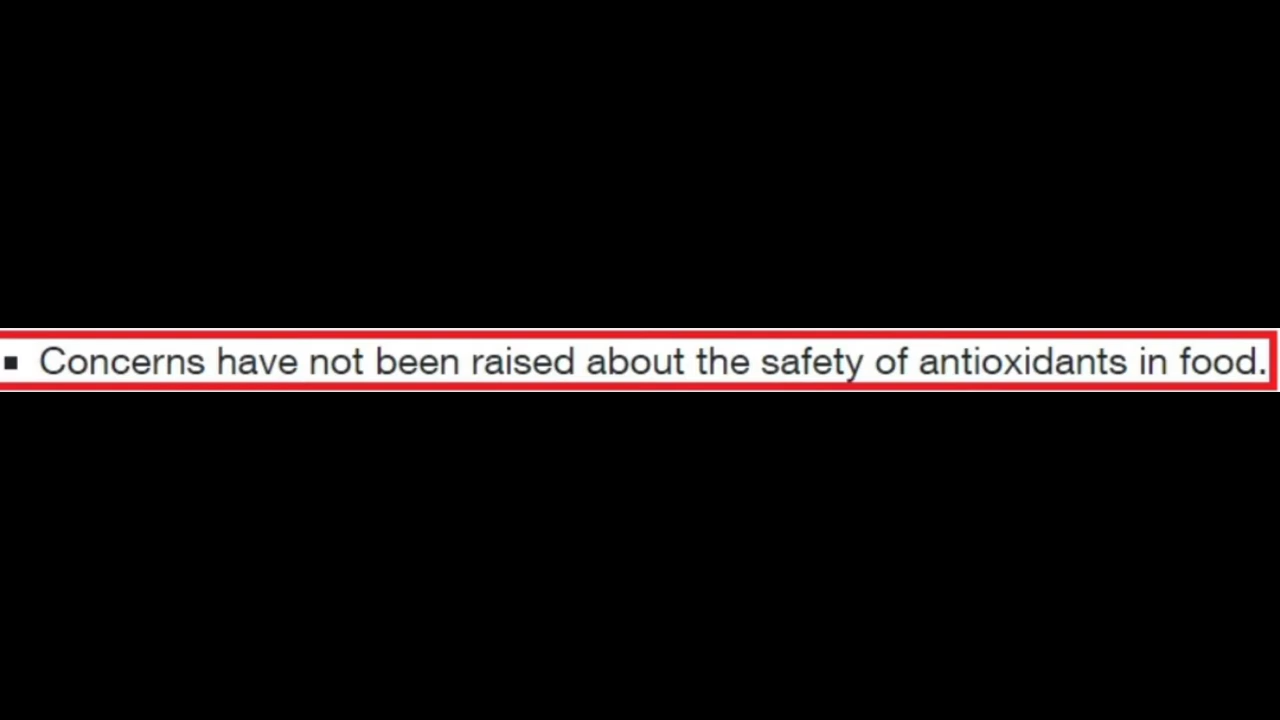 ▪ Concerns have not been raised about the safety of antioxidants in food.